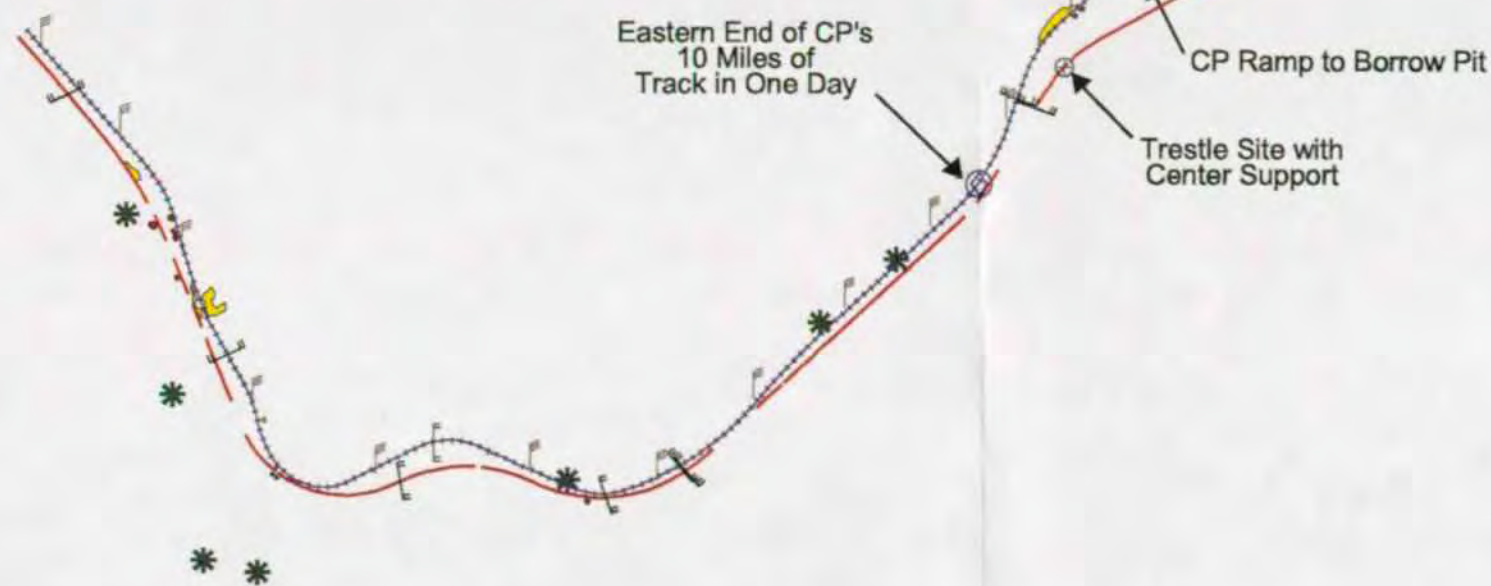 Eastern End of CP's
10 Miles of
Track in One Day
CP Ramp to Borrow Pit
Trestle Site with
Center Support